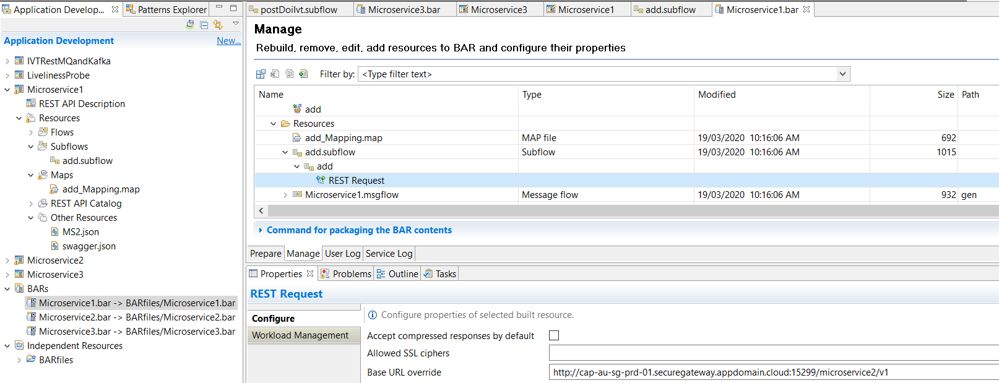 Application Develop...
Patterns Explorer
Application Development
New...
IVTRestMQandKafka
LivelinessProbe
Microservice1
REST API Description
Resources
Flows
Subflows
add.subflow
Maps
add_Mapping.map
REST API Catalog
Other Resources
MS2.json
swagger.json
Microservice2
Microservice3
BARs
Microservice1.bar -> BARfiles/Microservice1.bar
Microservice2.bar -> BARfiles/Microservice2.bar
Microservice3.bar -> BARfiles/Microservice3.bar
Independent Resources
BARfiles
postDoiIvt.subflow
Microservice3.bar
Microservice3
Microservice1
add.subflow
Microservice1.bar
Manage
Rebuild, remove, edit, add resources to BAR and configure their properties
Filter by: <Type filter text>
Name Type Modified Size Path
add
Resources
add_Mapping.map MAP file 19/03/2020 10:16:06 AM 692
add.subflow Subflow 19/03/2020 10:16:06 AM 1015
add
REST Request
Microservice1.msgflow Message flow 19/03/2020 10:16:06 AM 932 gen
Command for packaging the BAR contents
Prepare Manage User Log Service Log
Properties Problems Outline Tasks
REST Request
Configure
Workload Management
Configure properties of selected built resource.
Accept compressed responses by default
Allowed SSL ciphers
Base URL override http://cap-au-sg-prd-01.securegateway.appdomain.cloud:15299/microservice2/v1